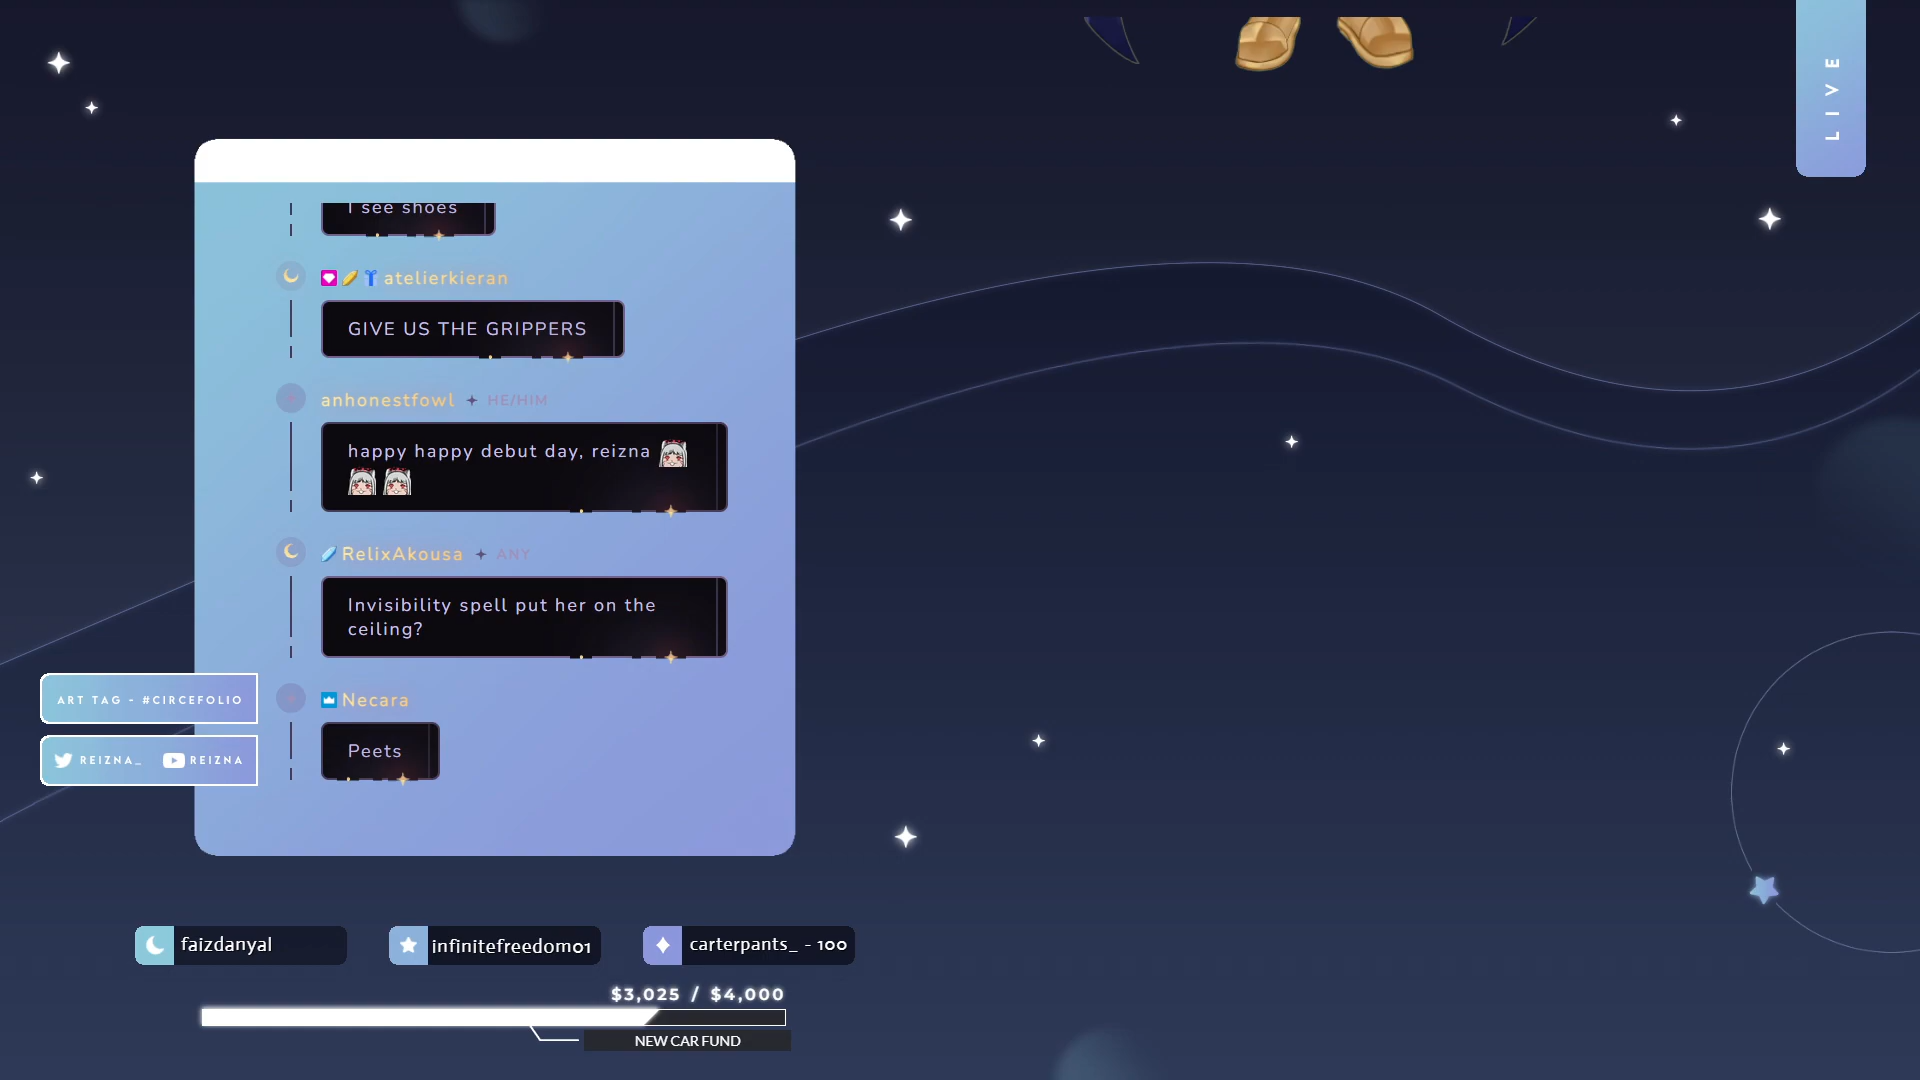 LIVE
I see shoes
atelierkieran
GIVE US THE GRIPPERS
anhonestfowl HE/HIM
happy happy debut day, reizna
RelixAkousa ANY
Invisibility spell put her on the
ceiling?
Necara
Peets
ART TAG - #CIRCEFOLIO
REIZNA_ REIZNA
faizdanyal
infinitefreedom01
carterpants_ - 100
$3,025 / $4,000
NEW CAR FUND